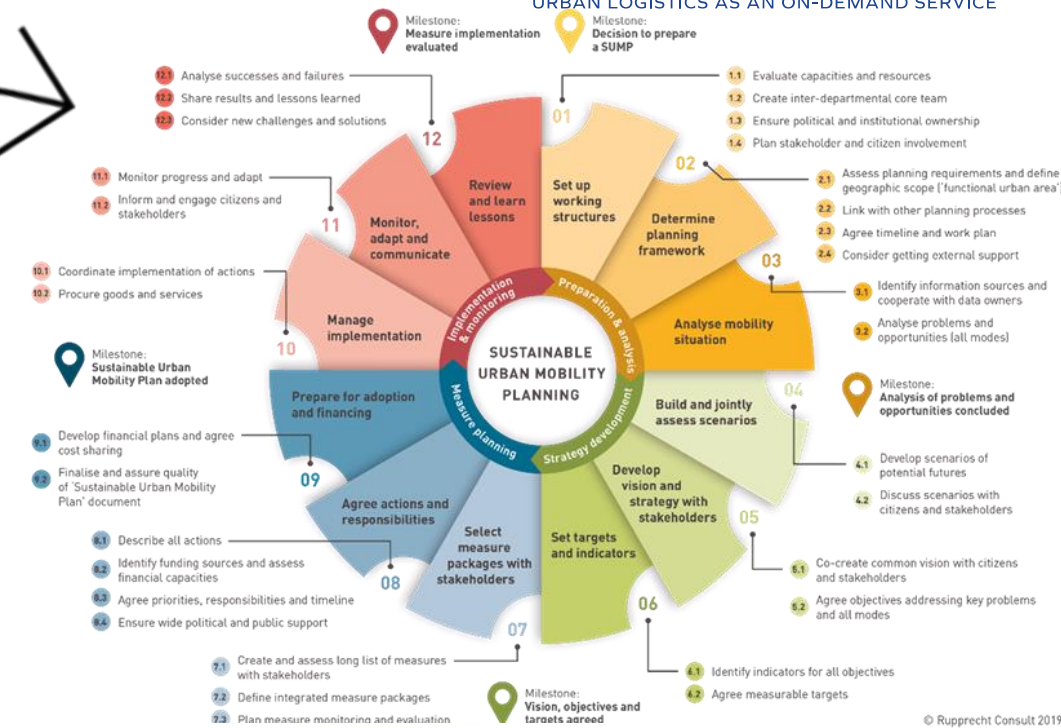 URBAN LOGISTICS AS AN ON-DEMAND SERVICE
Milestone:
Measure implementation
evaluated
Milestone:
Decision to prepare
a SUMP
12.1 Analyse successes and failures
12.2 Share results and lessons learned
12.3 Consider new challenges and solutions
1.1 Evaluate capacities and resources
1.2 Create inter-departmental core team
1.3 Ensure political and institutional ownership
1.4 Plan stakeholder and citizen involvement
11.1 Monitor progress and adapt
11.2 Inform and engage citizens and
stakeholders
2.1 Assess planning requirements and define
geographic scope ('functional urban area')
2.2 Link with other planning processes
2.3 Agree timeline and work plan
2.4 Consider getting external support
10.1 Coordinate implementation of actions
10.2 Procure goods and services
3.1 Identify information sources and
cooperate with data owners
3.2 Analyse problems and
opportunities (all modes)
Milestone:
Sustainable Urban
Mobility Plan adopted
Milestone:
Analysis of problems and
opportunities concluded
9.1 Develop financial plans and agree
cost sharing
9.2 Finalise and assure quality
of 'Sustainable Urban Mobility
Plan' document
4.1 Develop scenarios of
potential futures
4.2 Discuss scenarios with
citizens and stakeholders
8.1 Describe all actions
8.2 Identify funding sources and assess
financial capacities
8.3 Agree priorities, responsibilities and timeline
8.4 Ensure wide political and public support
5.1 Co-create common vision with citizens
and stakeholders
5.2 Agree objectives addressing key problems
and all modes
7.1 Create and assess long list of measures
with stakeholders
7.2 Define integrated measure packages
7.3 Plan measure monitoring and evaluation
6.1 Identify indicators for all objectives
6.2 Agree measurable targets
Milestone:
Vision, objectives and
targets agreed
01
Set up
working
structures
02
Determine
planning
framework
03
Analyse mobility
situation
04
Build and jointly
assess scenarios
05
Develop
vision and
strategy with
stakeholders
06
Set targets
and indicators
07
Select
measure
packages with
stakeholders
08
Agree actions and
responsibilities
09
Prepare for adoption
and financing
10
Manage
implementation
11
Monitor,
adapt and
communicate
12
Review
and learn
lessons
Preparation & analysis
Strategy development
Measure planning
Implementation
& monitoring
SUSTAINABLE
URBAN MOBILITY
PLANNING
© Rupprecht Consult 2019